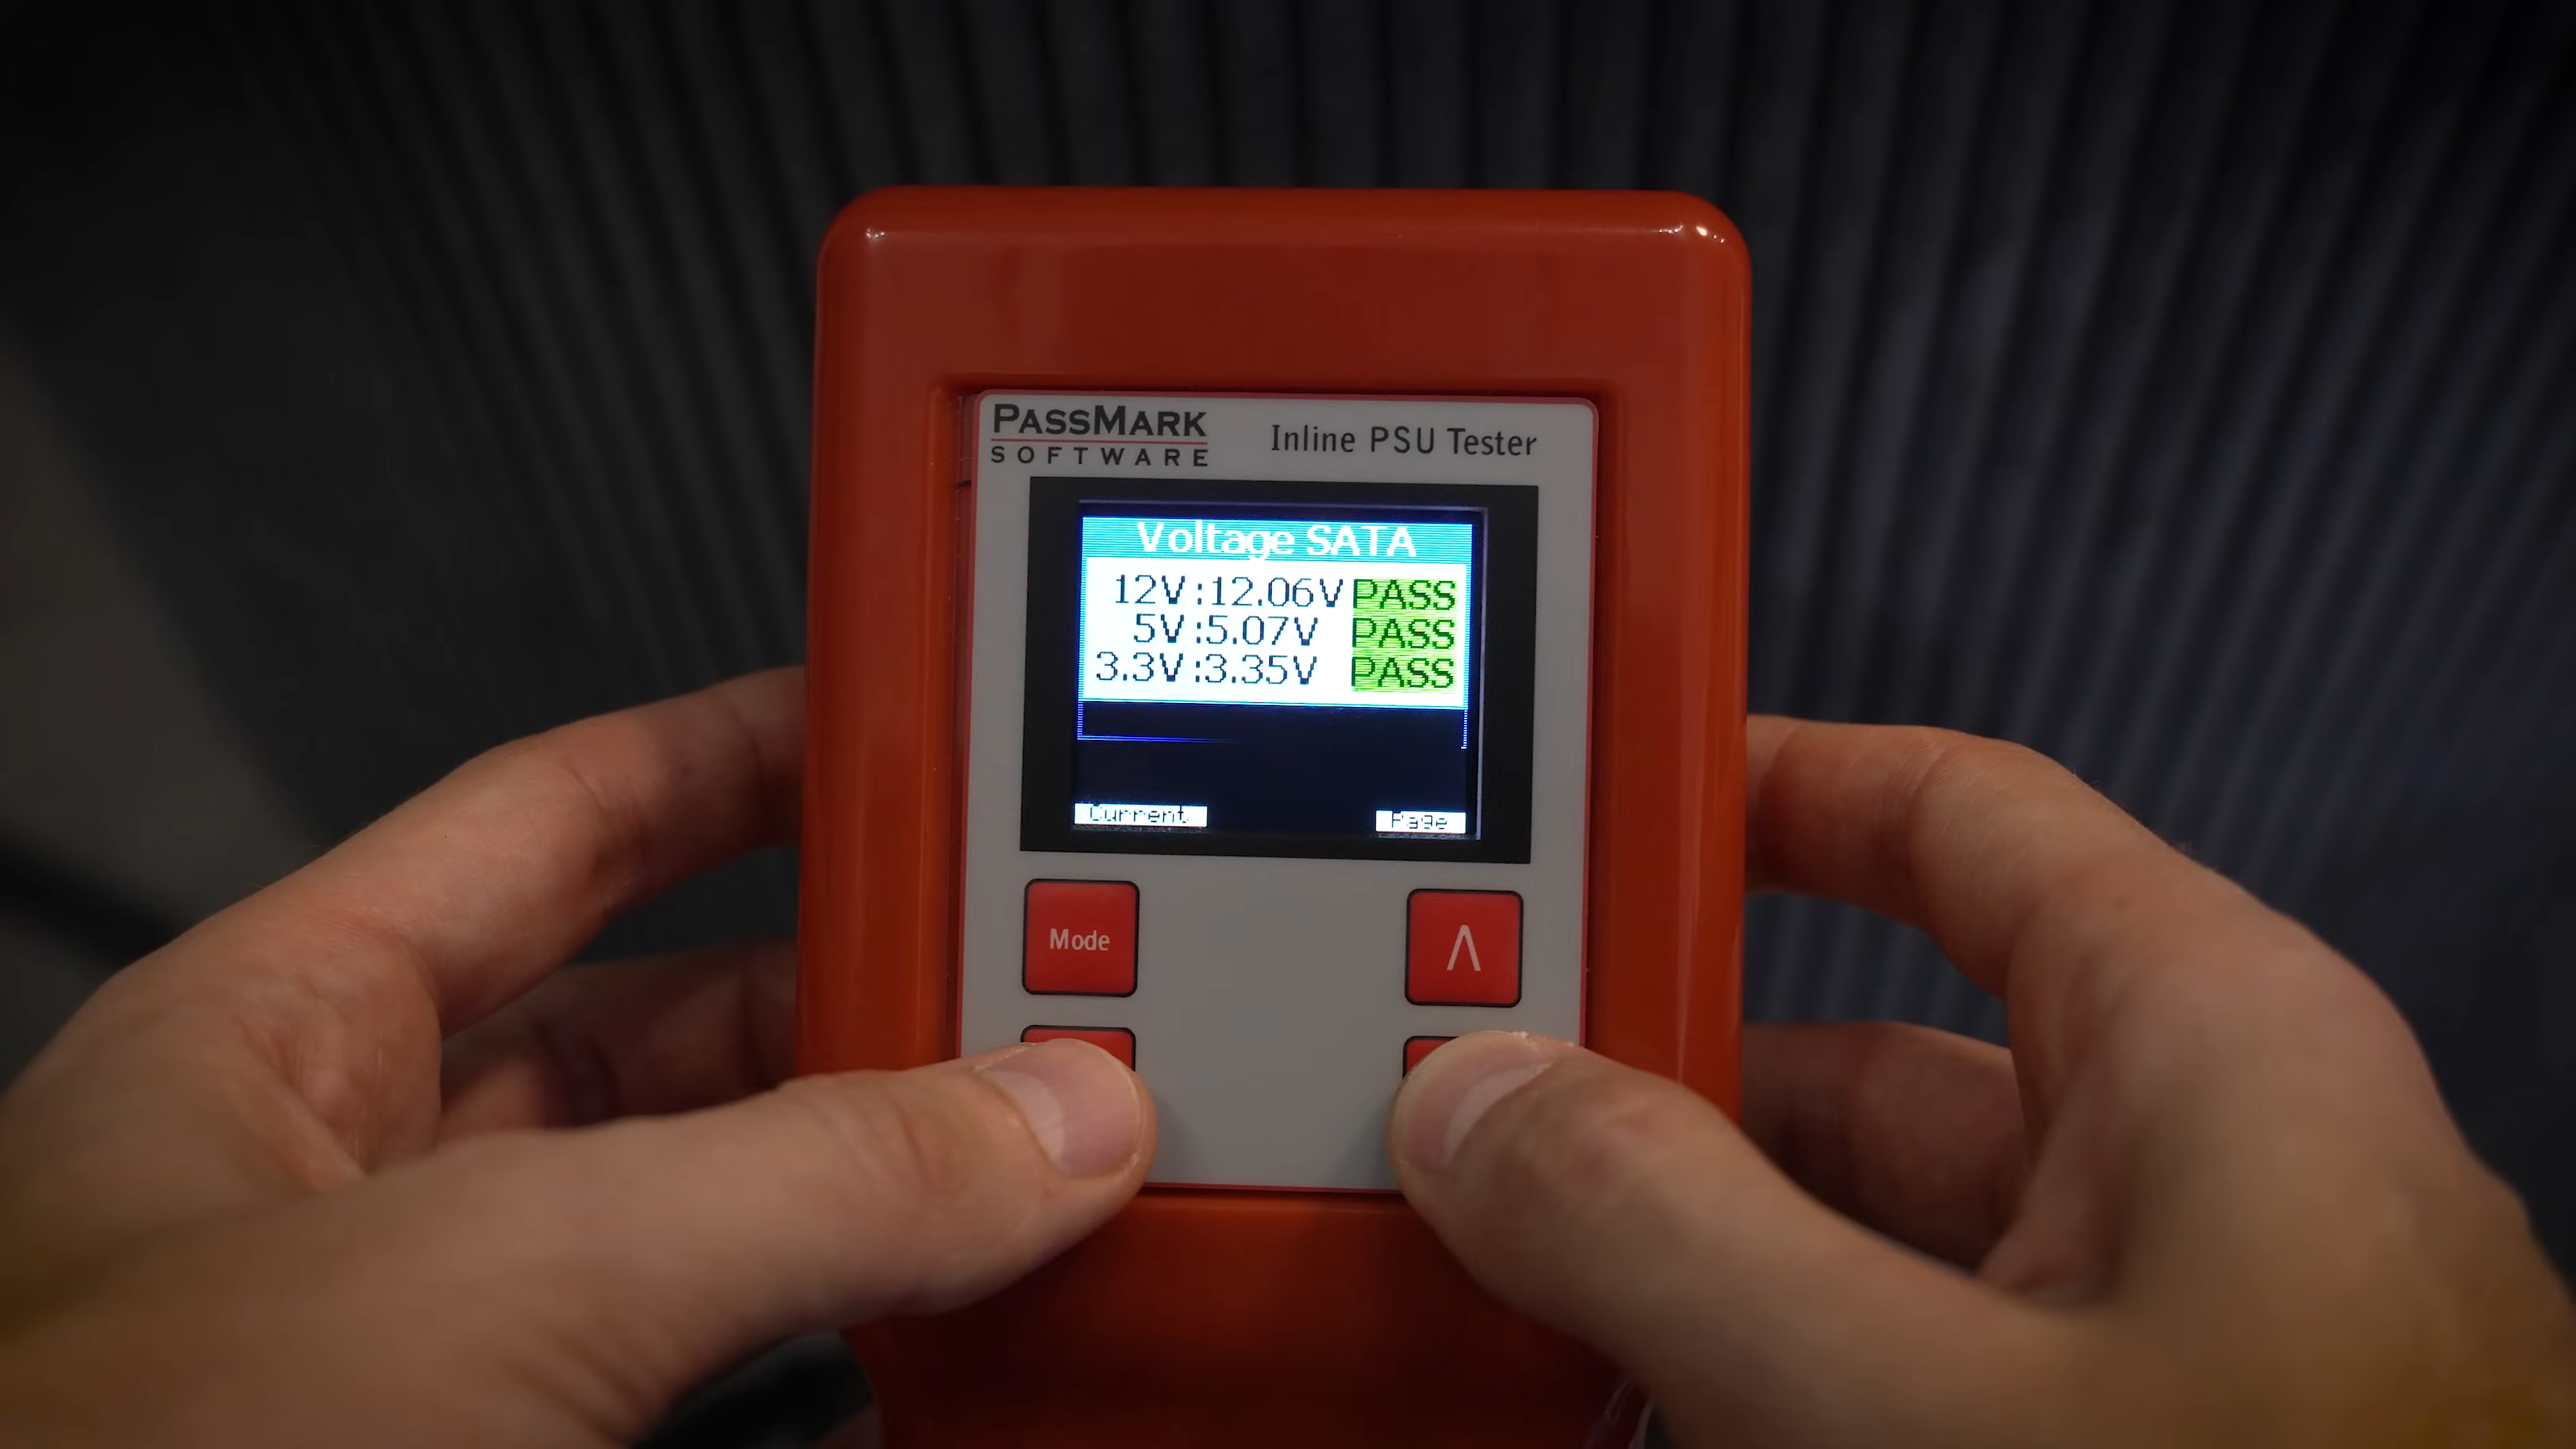 PASSMARK
SOFTWARE
Inline PSU Tester
Voltage SATA
12V :12.06V PASS
5V :5.07V PASS
3.3V :3.35V PASS
Current Page
Mode